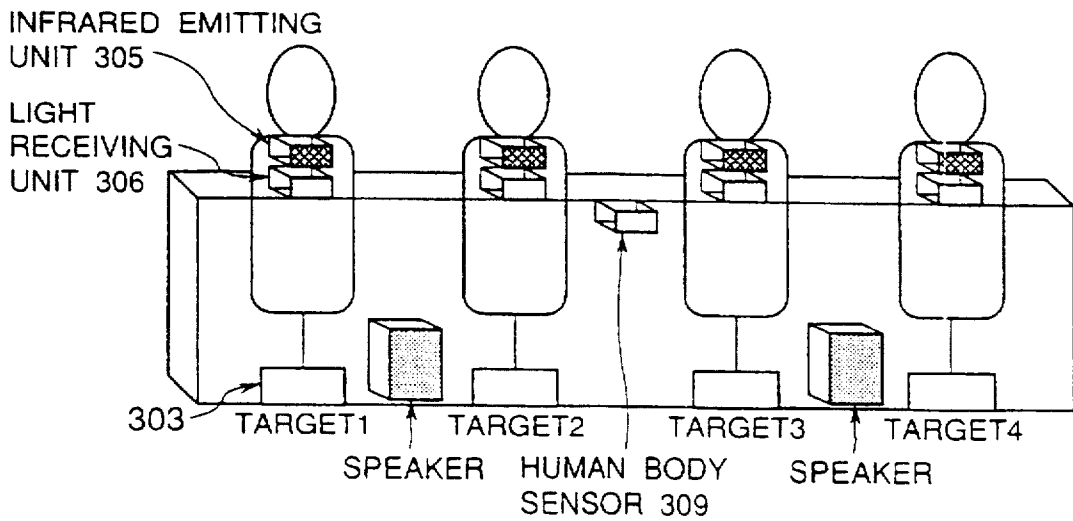 INFRARED EMITTING
UNIT 305
LIGHT
RECEIVING
UNIT 306
303
TARGET1
TARGET2
TARGET3
TARGET4
SPEAKER
HUMAN BODY
SENSOR 309
SPEAKER